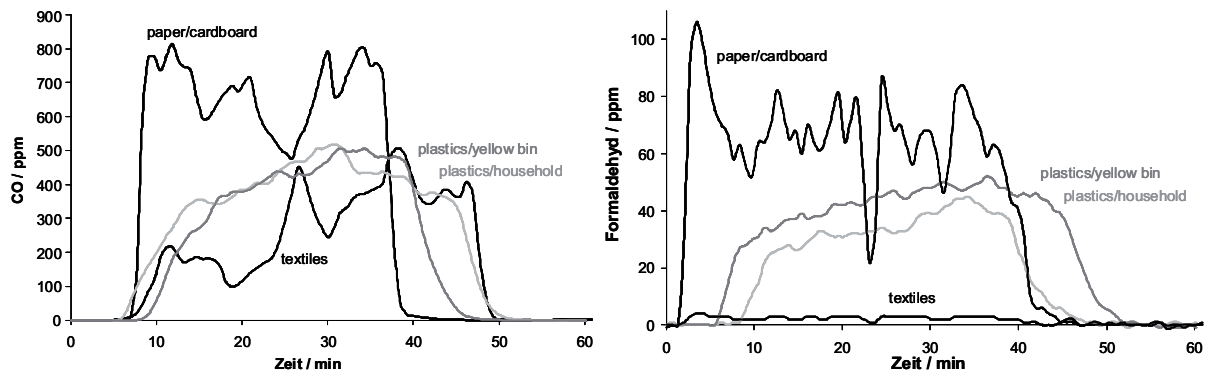 900
800
700
600
500
400
300
200
100
0
CO / ppm
paper/cardboard
plastics/yellow bin
plastics/household
textiles
0 10 20 30 40 50 60
Zeit / min
100
80
60
40
20
0
Formaldehyd / ppm
paper/cardboard
plastics/yellow bin
plastics/household
textiles
0 10 20 30 40 50 60
Zeit / min